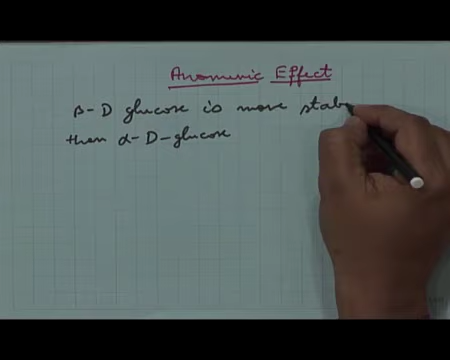 Anomeric Effect
β-D glucose is more stab
then α-D-glucose